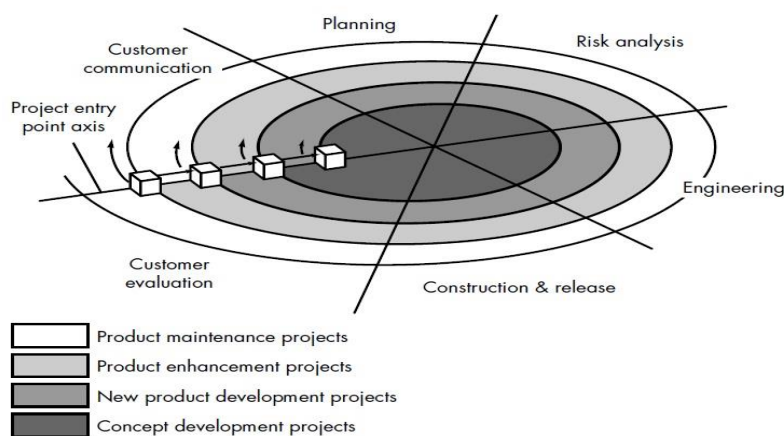 Planning
Risk analysis
Customer
communication
Project entry
point axis
Engineering
Customer
evaluation
Construction & release
Product maintenance projects
Product enhancement projects
New product development projects
Concept development projects